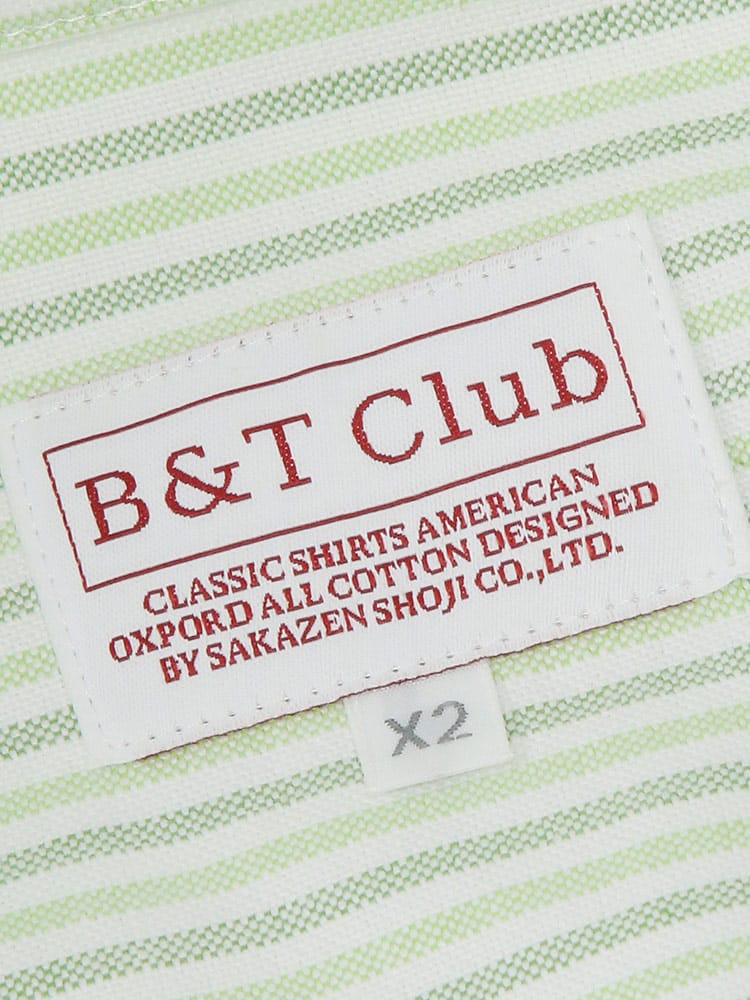 B&T Club
CLASSIC SHIRTS AMERICAN
OXPORD ALL COTTON DESIGNED
BY SAKAZEN SHOJI CO.,LTD.
X2